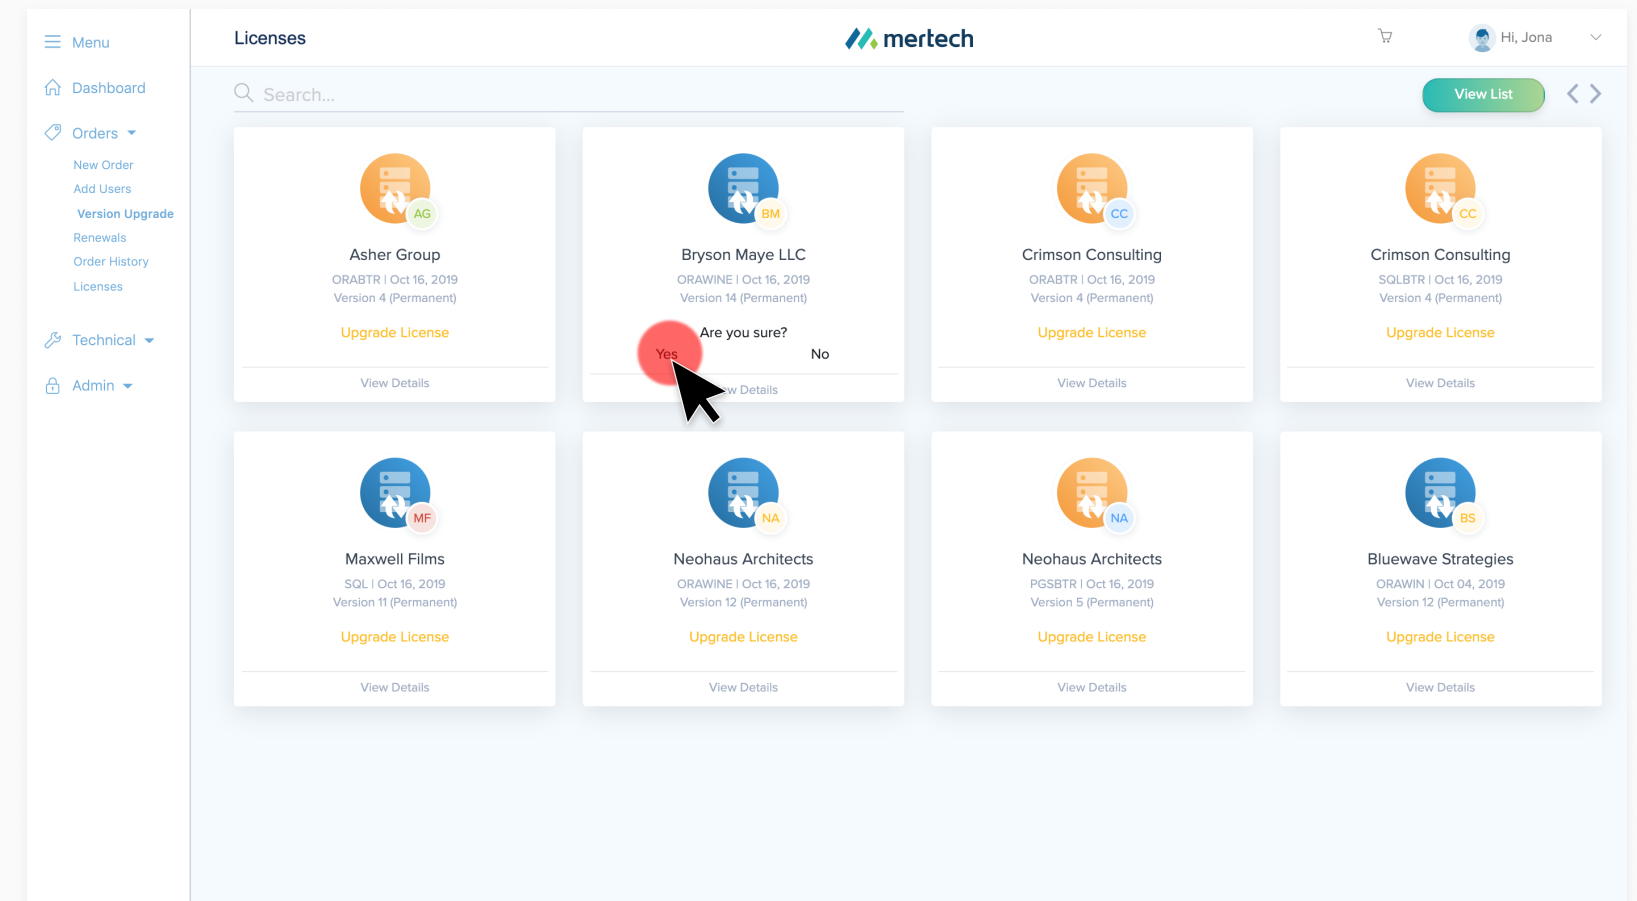 Menu
Dashboard
Orders
New Order
Add Users
Version Upgrade
Renewals
Order History
Licenses
Technical
Admin
Licenses
mertech
Hi, Jona
Search...
View List
AG
Asher Group
ORABTR | Oct 16, 2019
Version 4 (Permanent)
Upgrade License
View Details
BM
Bryson Maye LLC
ORAWINE | Oct 16, 2019
Version 14 (Permanent)
Are you sure?
Yes
No
Details
CC
Crimson Consulting
ORABTR | Oct 16, 2019
Version 4 (Permanent)
Upgrade License
View Details
CC
Crimson Consulting
SQLBTR | Oct 16, 2019
Version 4 (Permanent)
Upgrade License
View Details
MF
Maxwell Films
SQL | Oct 16, 2019
Version 11 (Permanent)
Upgrade License
View Details
NA
Neohaus Architects
ORAWINE | Oct 16, 2019
Version 12 (Permanent)
Upgrade License
View Details
NA
Neohaus Architects
PGSBTR | Oct 16, 2019
Version 5 (Permanent)
Upgrade License
View Details
BS
Bluewave Strategies
ORAWIN | Oct 04, 2019
Version 12 (Permanent)
Upgrade License
View Details